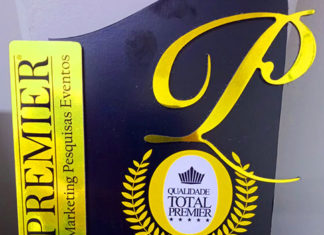 PREMIER®
Marketing Pesquisas Eventos
P
QUALIDADE
TOTAL
PREMIER